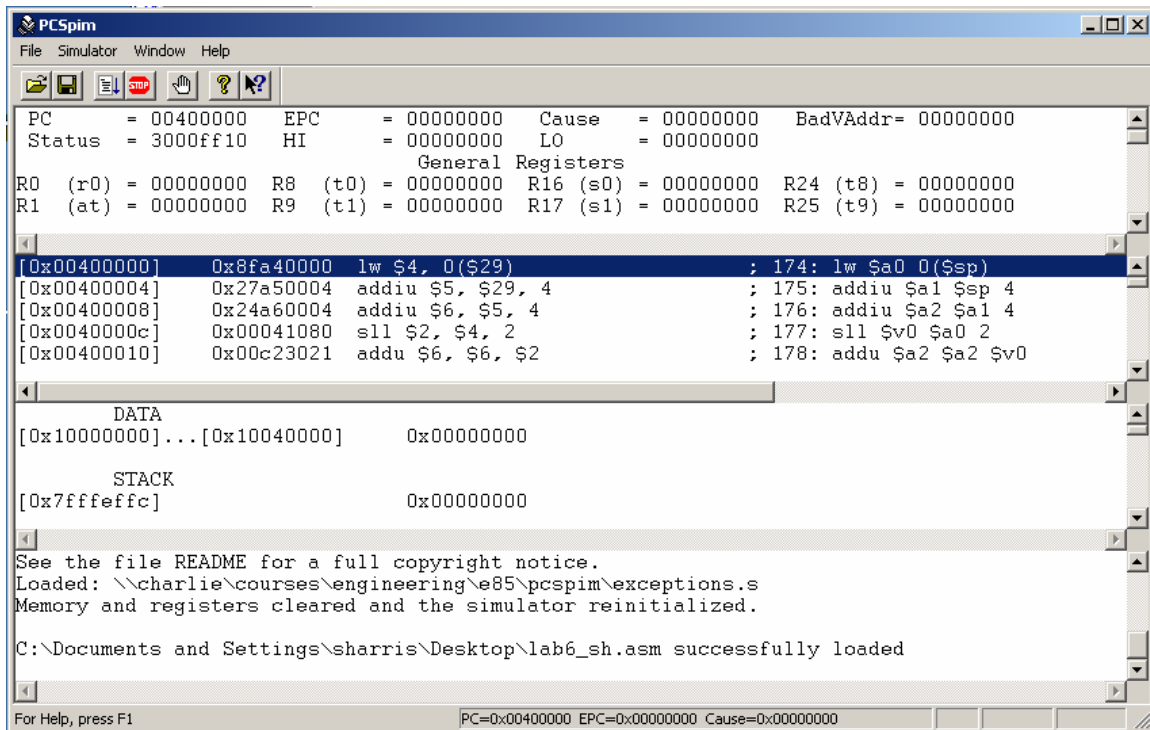 PCSpim
File Simulator Window Help
STOP
PC = 00400000 EPC = 00000000 Cause = 00000000 BadVAddr= 00000000
Status = 3000ff10 HI = 00000000 LO = 00000000
General Registers
R0 (r0) = 00000000 R8 (t0) = 00000000 R16 (s0) = 00000000 R24 (t8) = 00000000
R1 (at) = 00000000 R9 (t1) = 00000000 R17 (s1) = 00000000 R25 (t9) = 00000000
[0x00400000] 0x8fa40000 lw $4, 0($29) ; 174: lw $a0 0($sp)
[0x00400004] 0x27a50004 addiu $5, $29, 4 ; 175: addiu $a1 $sp 4
[0x00400008] 0x24a60004 addiu $6, $5, 4 ; 176: addiu $a2 $a1 4
[0x0040000c] 0x00041080 sll $2, $4, 2 ; 177: sll $v0 $a0 2
[0x00400010] 0x00c23021 addu $6, $6, $2 ; 178: addu $a2 $a2 $v0
DATA
[0x10000000]...[0x10040000] 0x00000000
STACK
[0x7fffeffc] 0x00000000
See the file README for a full copyright notice.
Loaded: \\charlie\courses\engineering\e85\pcspim\exceptions.s
Memory and registers cleared and the simulator reinitialized.
C:\Documents and Settings\sharris\Desktop\lab6_sh.asm successfully loaded
For Help, press F1 PC=0x00400000 EPC=0x00000000 Cause=0x00000000